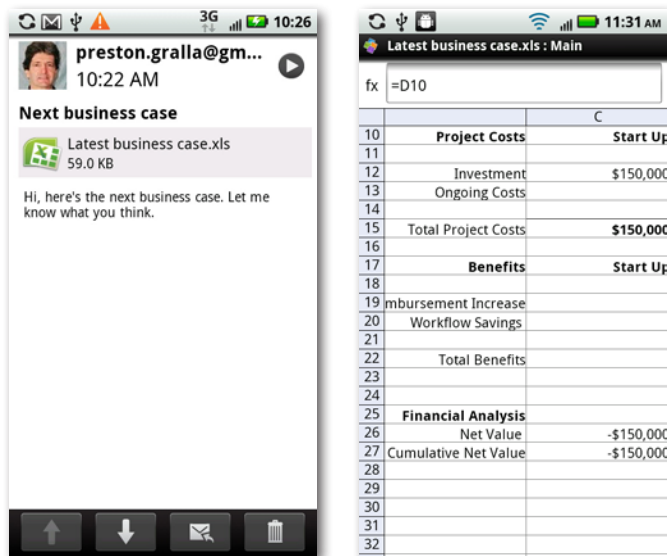 3G 10:26
preston.gralla@gm...
10:22 AM
Next business case
Latest business case.xls
59.0 KB
Hi, here's the next business case. Let me
know what you think.
11:31 AM
Latest business case.xls : Main
fx =D10
C
10 Project Costs Start Up
11
12 Investment $150,000
13 Ongoing Costs
14
15 Total Project Costs $150,000
16
17 Benefits Start Up
18
19 mbursement Increase
20 Workflow Savings
21
22 Total Benefits
23
24
25 Financial Analysis
26 Net Value -$150,000
27 Cumulative Net Value -$150,000
28
29
30
31
32